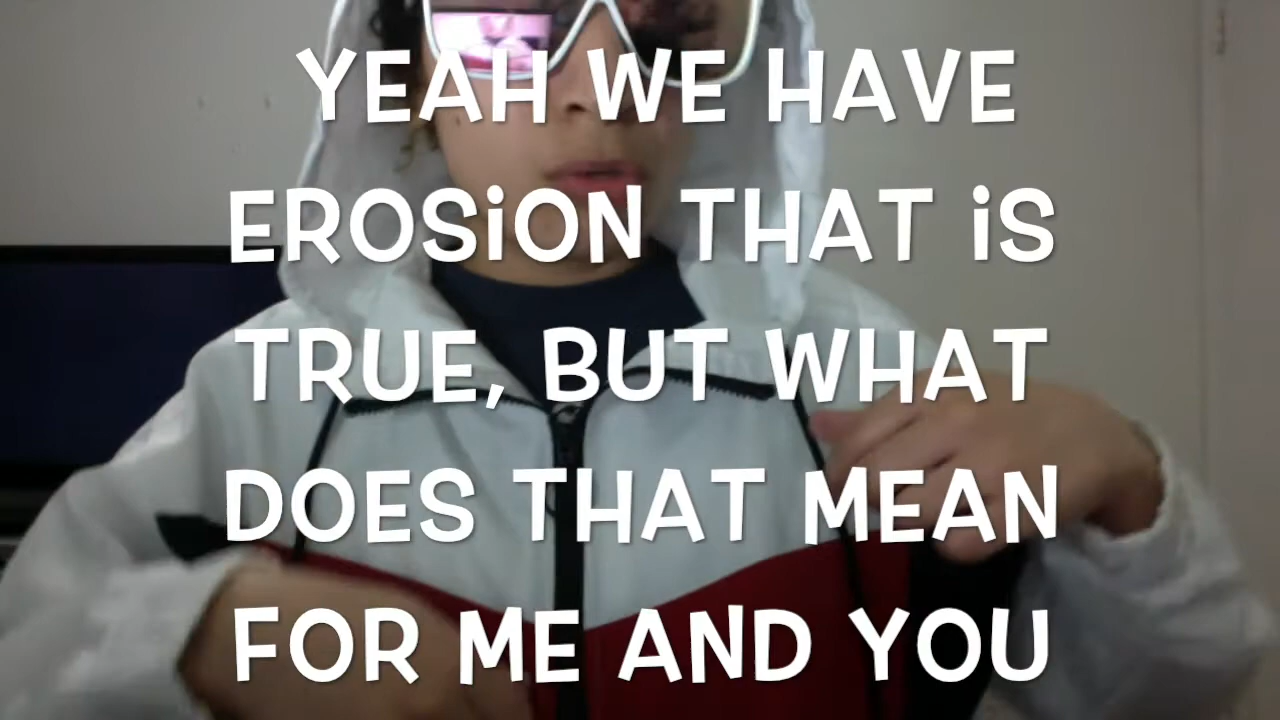 YEAH WE HAVE
EROSiON THAT iS
TRUE, BUT WHAT
DOES THAT MEAN
FOR ME AND YOU